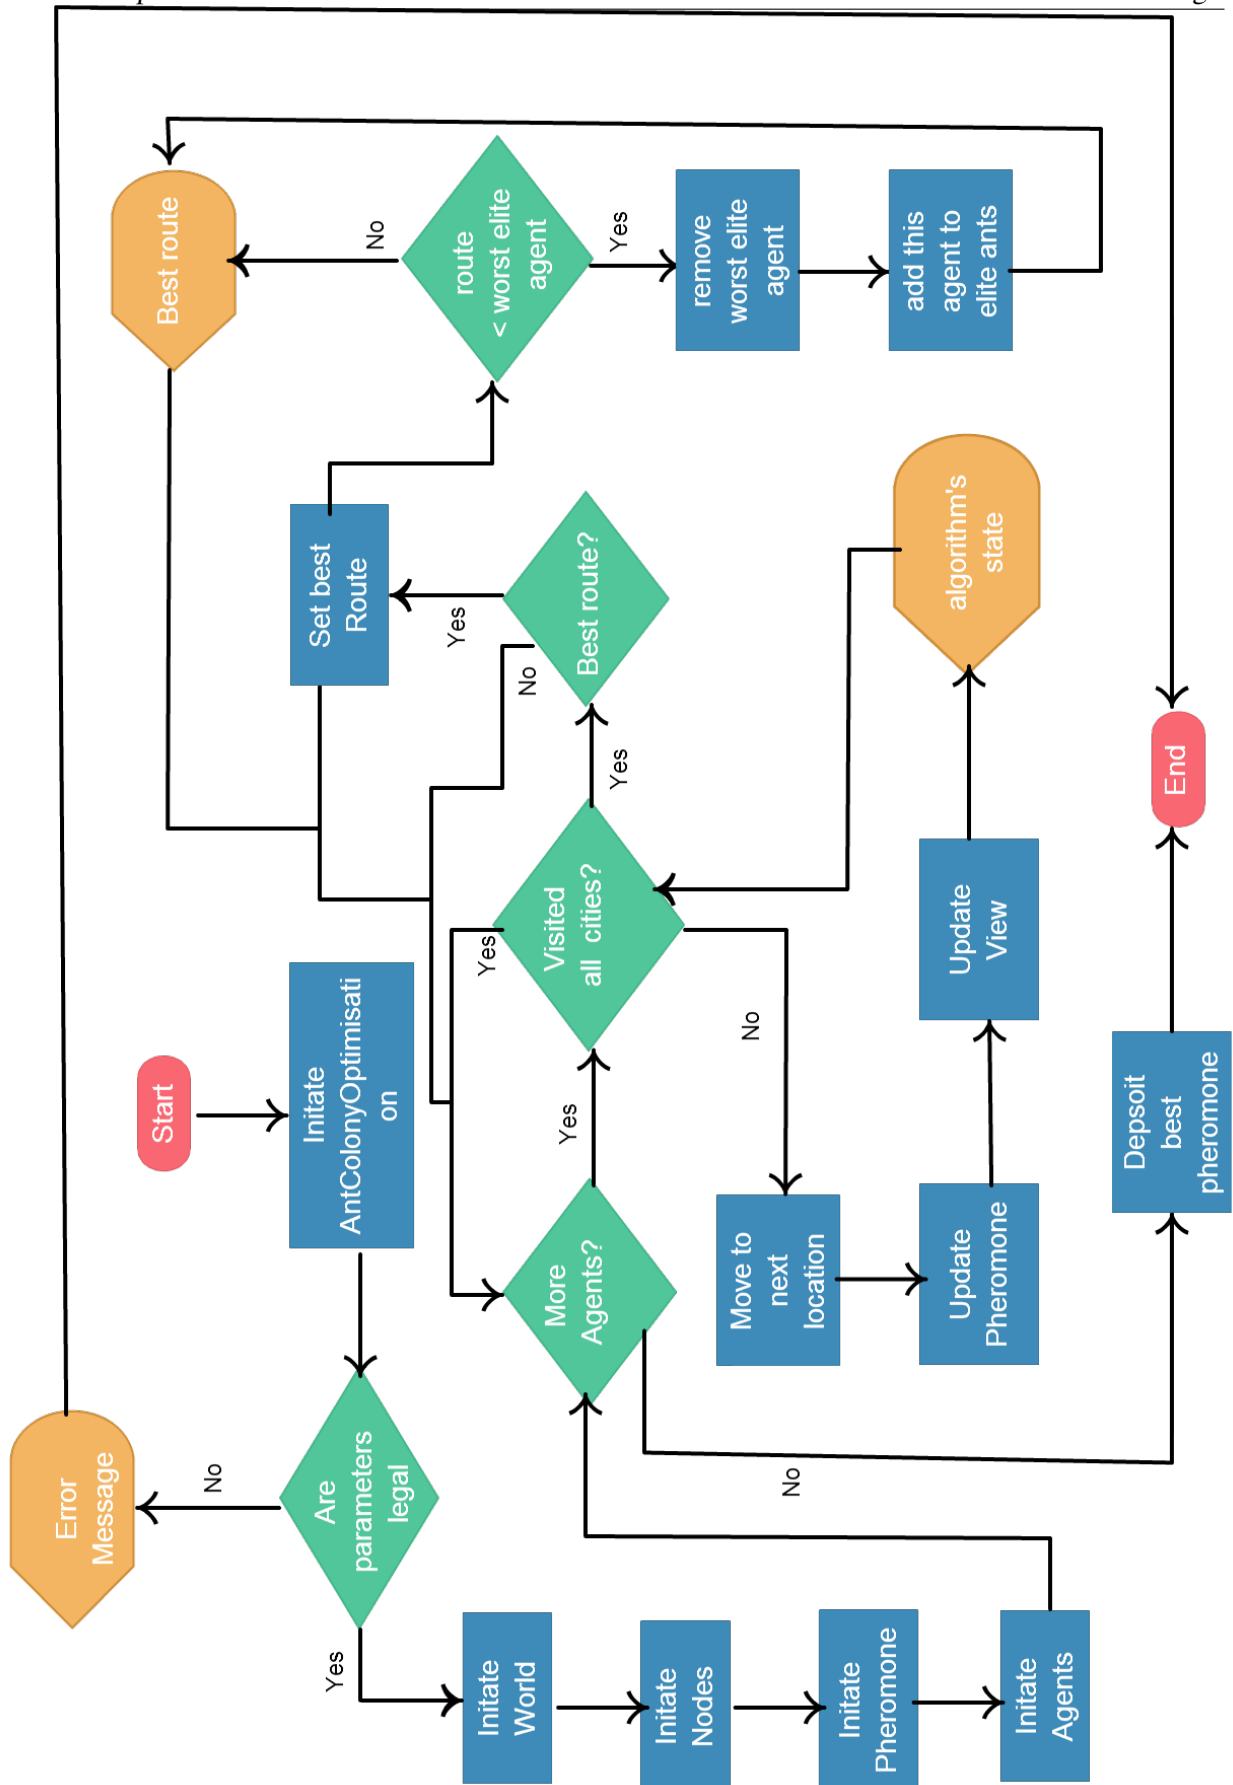 Start
Initate
AntColonyOptimisati
on
Are
parameters
legal
No
Error
Message
Yes
Initate
World
Initate
Nodes
Initate
Pheromone
Initate
Agents
More
Agents?
Yes
No
Visited
all cities?
Yes
Yes
No
Move to
next
location
Update
Pheromone
Update
View
algorithm's
state
Best route?
Yes
No
Set best
Route
route
< worst elite
agent
No
Best route
Yes
remove
worst elite
agent
add this
agent to
elite ants
Depsoit
best
pheromone
End